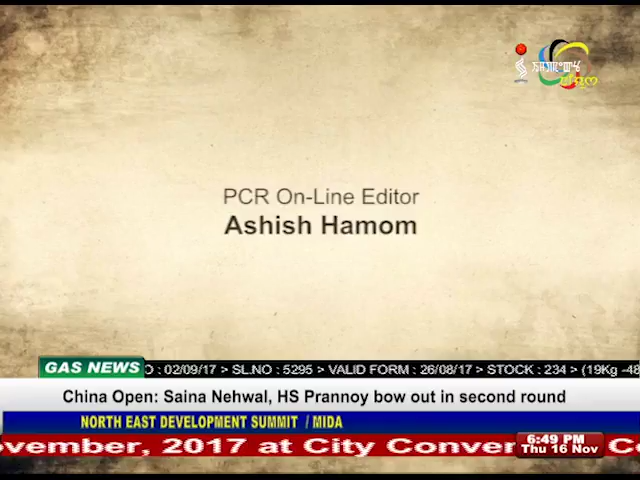 PCR On-Line Editor
Ashish Hamom
GAS NEWS
O : 02/09/17 > SL.NO : 5295 > VALID FORM : 26/08/17 > STOCK : 234 > (19Kg -48
China Open: Saina Nehwal, HS Prannoy bow out in second round
NORTH EAST DEVELOPMENT SUMMIT / MIDA
ovember, 2017 at City Conven
6:49 PM
Thu 16 Nov